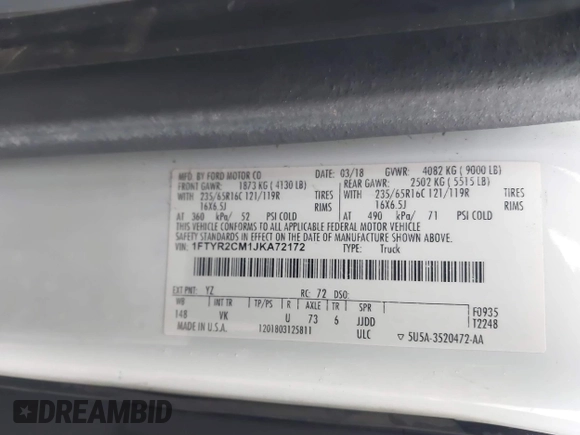 MFD. BY FORD MOTOR CO
DATE: 03/18 GVWR: 4082 KG ( 9000 LB)
FRONT GAWR: 1873 KG ( 4130 LB) REAR GAWR: 2502 KG ( 5515 LB)
WITH 235/65R16C 121/119R TIRES WITH 235/65R16C 121/119R TIRES
16X6.5J RIMS 16X6.5J RIMS
AT 360 kPa/ 52 PSI COLD AT 490 kPa/ 71 PSI COLD
THIS VEHICLE CONFORMS TO ALL APPLICABLE FEDERAL MOTOR VEHICLE
SAFETY STANDARDS IN EFFECT ON THE DATE OF MANUFACTURE SHOWN ABOVE.
VIN: 1FTYR2CM1JKA72172 TYPE: Truck
EXT PNT: YZ RC: 72 DSO:
WB INT TR TP/PS R AXLE TR SPR
148 VK U 73 6 JJDD
F0935
T2248
MADE IN U.S.A. 1201803125811 ULC ▽ 5U5A-3520472-AA
DREAMBID